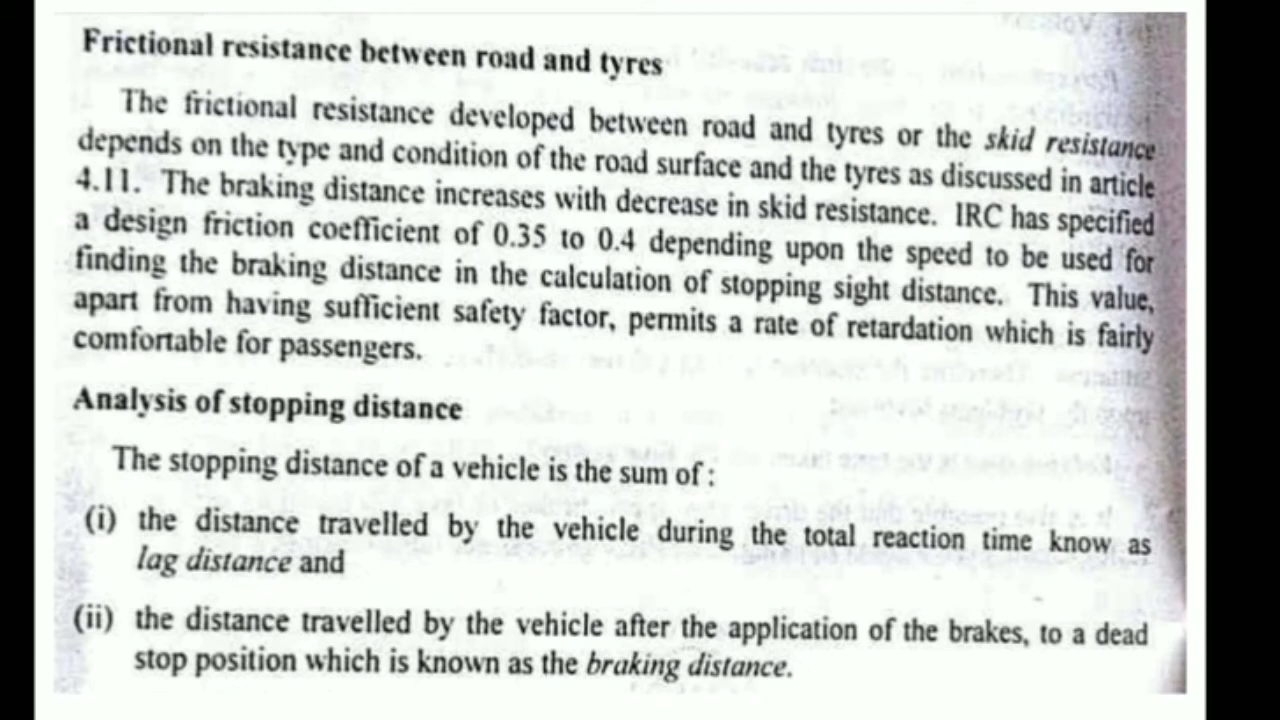 Frictional resistance between road and tyres
The frictional resistance developed between road and tyres or the skid resistance
depends on the type and condition of the road surface and the tyres as discussed in article
4.11. The braking distance increases with decrease in skid resistance. IRC has specified
a design friction coefficient of 0.35 to 0.4 depending upon the speed to be used for
finding the braking distance in the calculation of stopping sight distance. This value,
apart from having sufficient safety factor, permits a rate of retardation which is fairly
comfortable for passengers.
Analysis of stopping distance
The stopping distance of a vehicle is the sum of :
(i) the distance travelled by the vehicle during the total reaction time know as
lag distance and
(ii) the distance travelled by the vehicle after the application of the brakes, to a dead
stop position which is known as the braking distance.